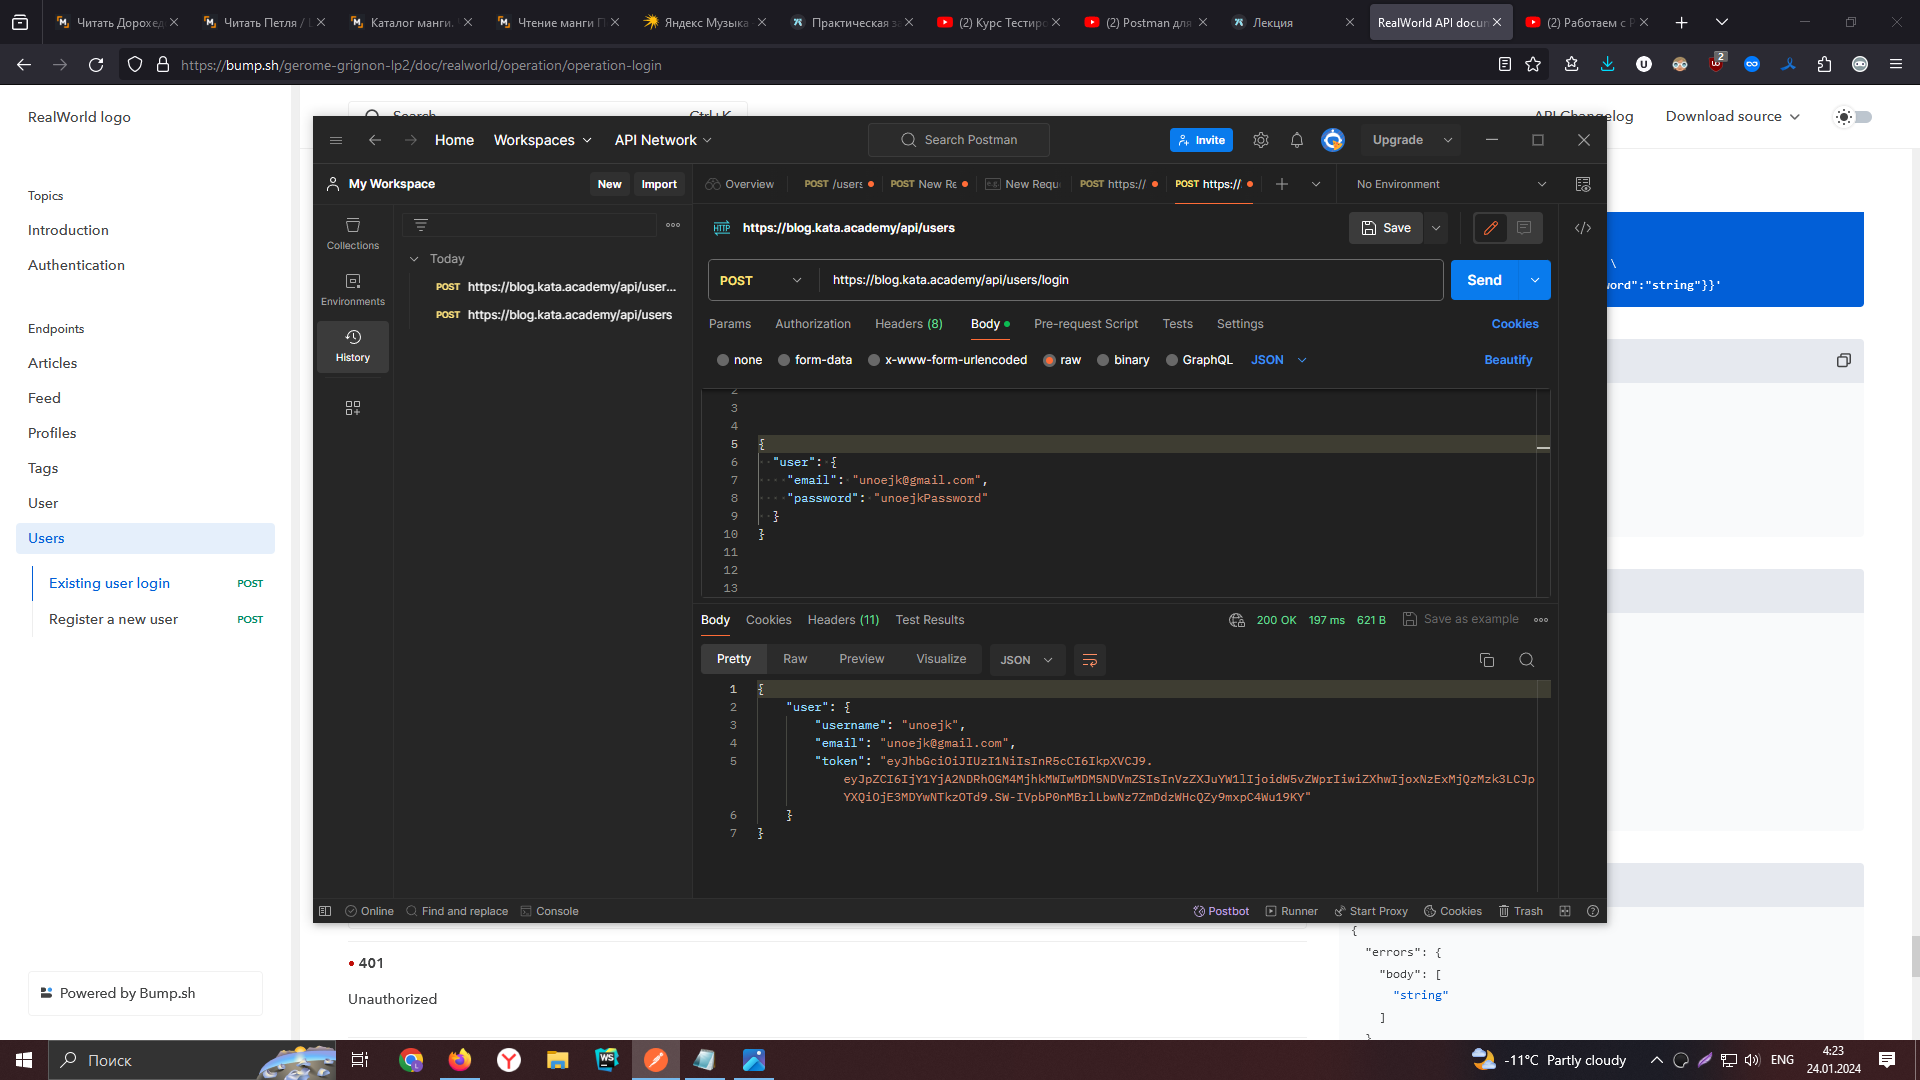 Читать Дорохед
Читать Петля /
Каталог манги.
Чтение манги
Яндекс Музыка
Практическая
(2) Курс Тестиро
(2) Postman для
Лекция
RealWorld API docum
(2) Работаем с
https://bump.sh/gerome-grignon-lp2/doc/realworld/operation/operation-login
2
RealWorld logo
Search
Ctrl+K
API Changelog
Download source
Topics
Introduction
Authentication
Endpoints
Articles
Feed
Profiles
Tags
User
Users
Existing user login POST
Register a new user POST
Powered by Bump.sh
Home
Workspaces
API Network
Search Postman
Invite
Upgrade
My Workspace
New
Import
Overview
POST /users
POST New Re
New Requ
POST https://
POST https://
No Environment
Collections
Environments
History
Today
POST https://blog.kata.academy/api/user...
POST https://blog.kata.academy/api/users
HTTP https://blog.kata.academy/api/users
Save
POST
https://blog.kata.academy/api/users/login
Send
Params
Authorization
Headers (8)
Body
Pre-request Script
Tests
Settings
Cookies
none
form-data
x-www-form-urlencoded
raw
binary
GraphQL
JSON
Beautify
2
3
4
5 {
6 "user": {
7 "email": "unoejk@gmail.com",
8 "password": "unoejkPassword"
9 }
10 }
11
12
13
Body
Cookies
Headers (11)
Test Results
200 OK
197 ms
621 B
Save as example
Pretty
Raw
Preview
Visualize
JSON
1 {
2 "user": {
3 "username": "unoejk",
4 "email": "unoejk@gmail.com",
5 "token": "eyJhbGciOiJIUzI1NiIsInR5cCI6IkpXVCJ9.
eyJpZCI6IjY1YjA2NDRhOGM4MjhkMWIwMDM5NDVmZSIsInVzZXJuYW1lIjoidW5vZWprIiwiZXhwIjoxNzExMjQzMzk3LCJp
YXQiOjE3MDYwNTkzOTd9.SW-IVpbP0nMBrlLbwNz7ZmDdzWHcQZy9mxpC4Wu19KY"
6 }
7 }
Online
Find and replace
Console
Postbot
Runner
Start Proxy
Cookies
Trash
\
word":"string"}}'
401
Unauthorized
{
"errors": {
"body": [
"string"
]
}
Поиск
WS
-11°C Partly cloudy
ENG
4:23
24.01.2024